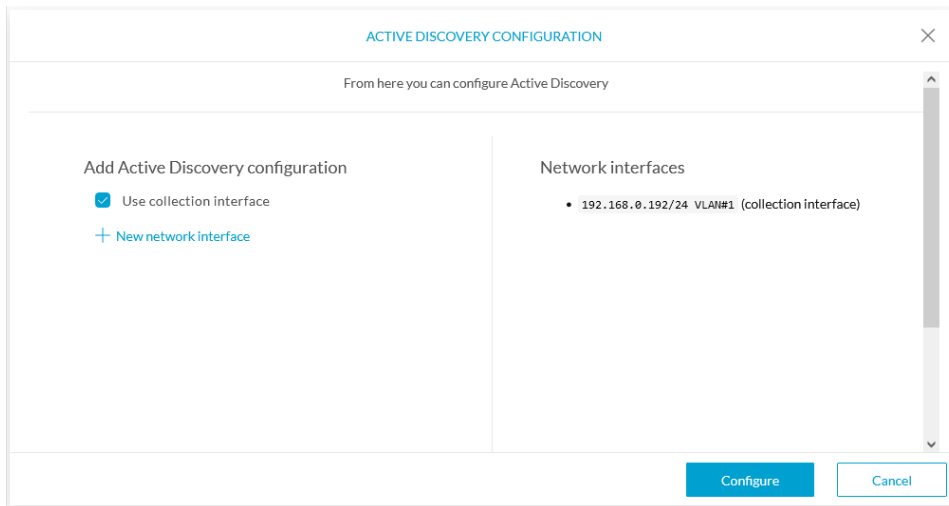 ACTIVE DISCOVERY CONFIGURATION
From here you can configure Active Discovery
Add Active Discovery configuration
Use collection interface
New network interface
Network interfaces
• 192.168.0.192/24 VLAN#1 (collection interface)
Configure
Cancel